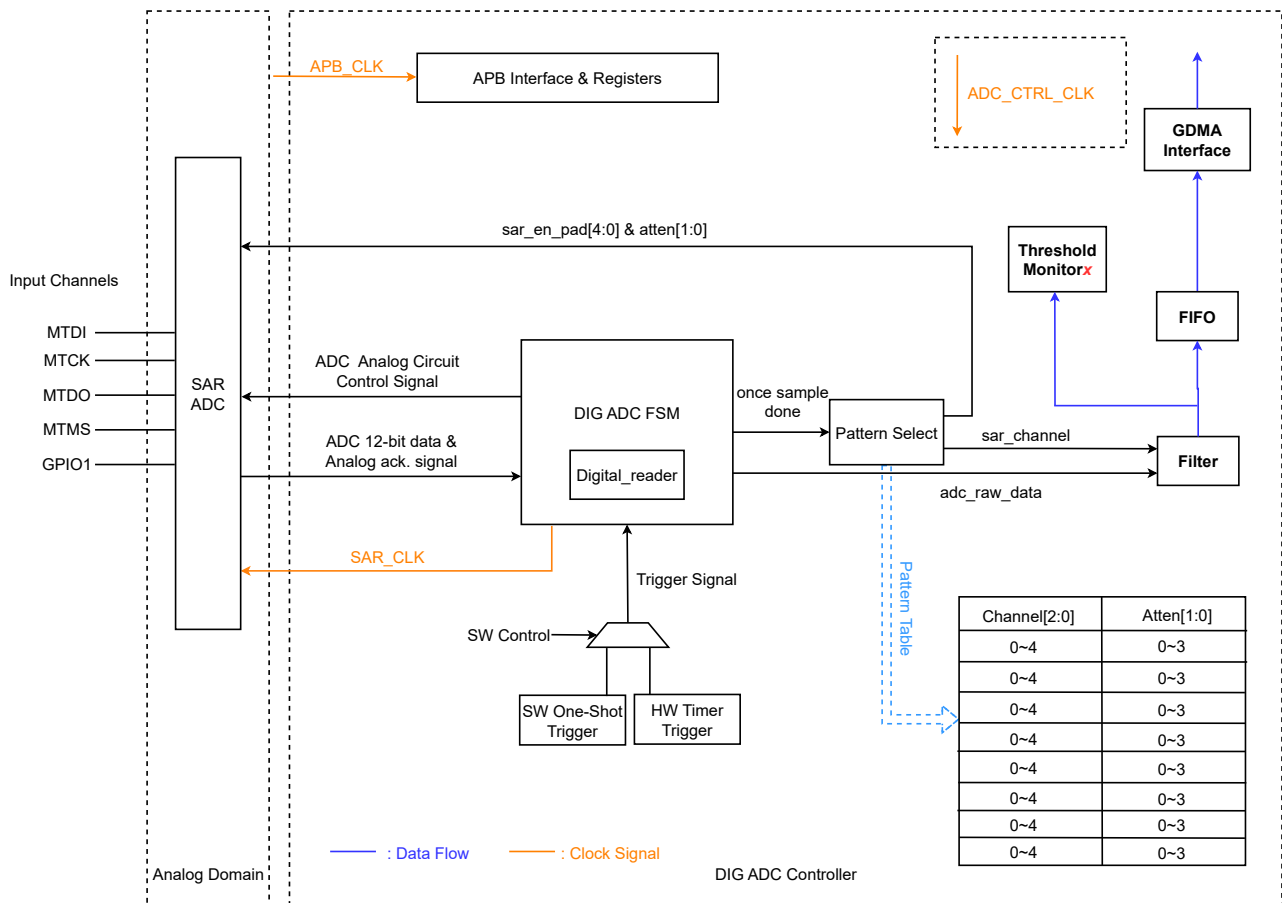 APB_CLK
APB Interface & Registers
ADC_CTRL_CLK
GDMA
Interface
sar_en_pad[4:0] & atten[1:0]
Threshold
Monitorx
Input Channels
FIFO
MTDI
MTCK
MTDO
MTMS
GPIO1
SAR
ADC
ADC Analog Circuit
Control Signal
ADC 12-bit data &
Analog ack. signal
DIG ADC FSM
Digital_reader
once sample
done
Pattern Select
sar_channel
Filter
adc_raw_data
SAR_CLK
Trigger Signal
Pattern Table
SW Control
SW One-Shot
Trigger
HW Timer
Trigger
Channel[2:0] Atten[1:0]
0~4 0~3
0~4 0~3
0~4 0~3
0~4 0~3
0~4 0~3
0~4 0~3
0~4 0~3
0~4 0~3
: Data Flow
: Clock Signal
Analog Domain
DIG ADC Controller